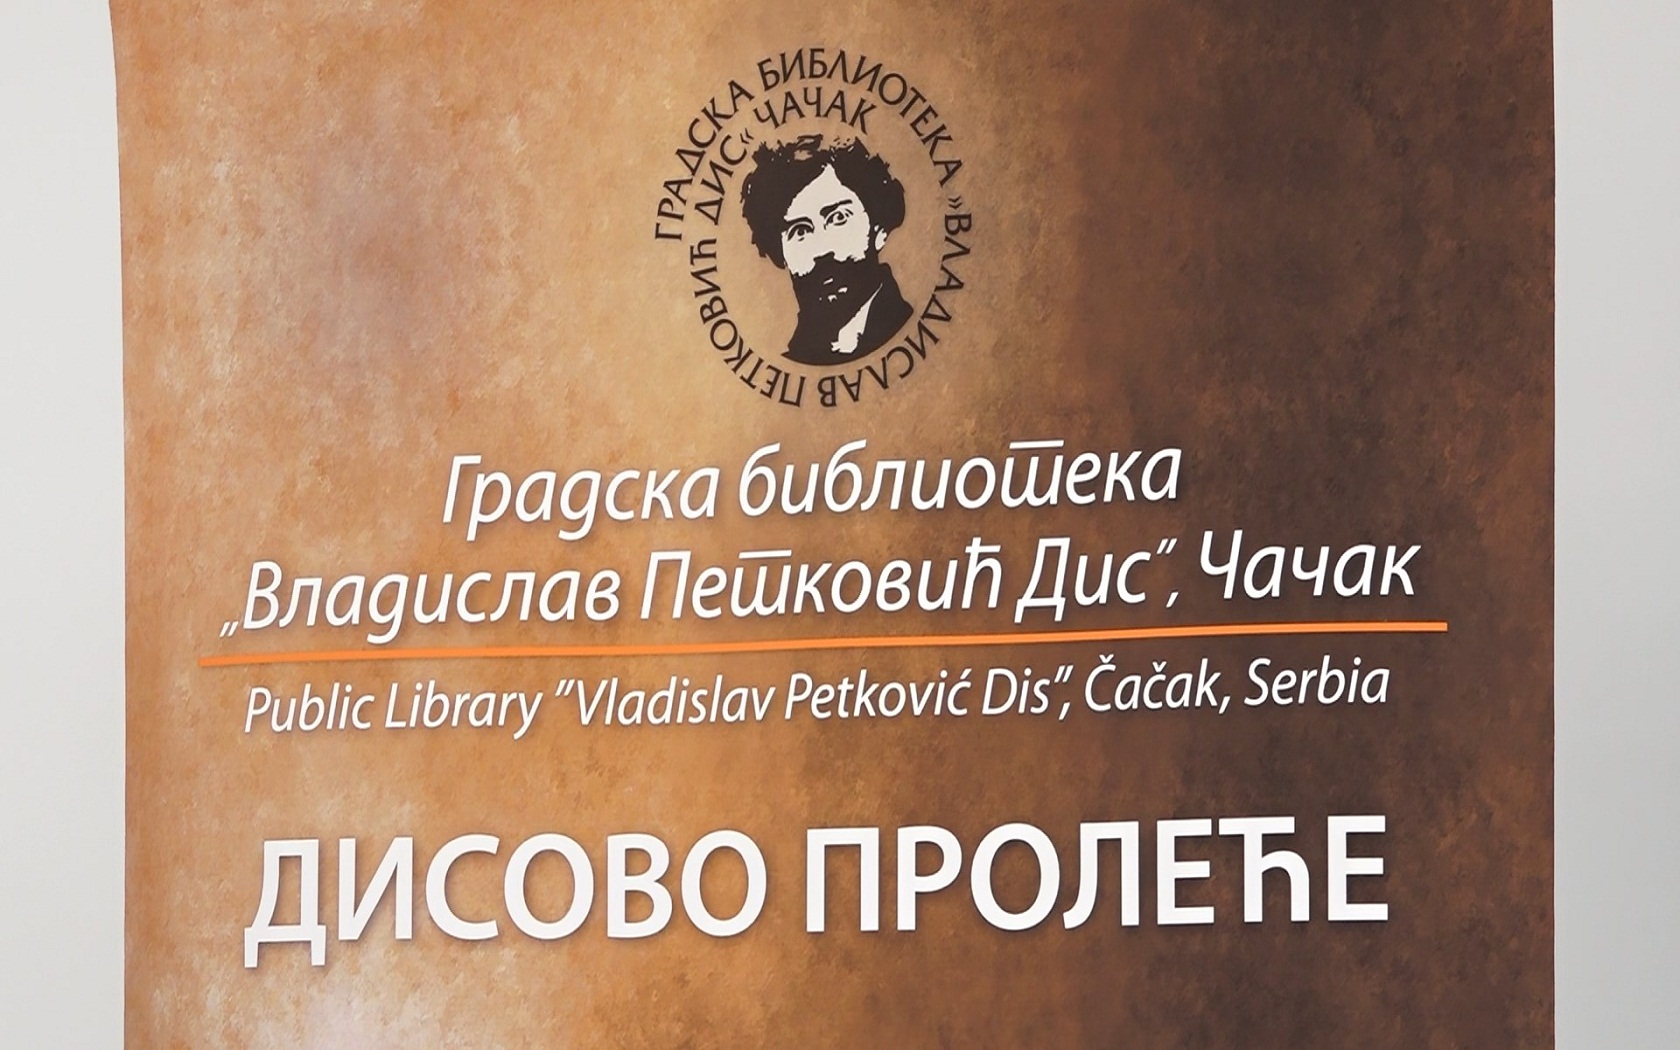 ГРАДСКА БИБЛИОТЕКА »ВЛАДИСЛАВ ПЕТКОВИЋ ДИС« ЧАЧАК
Градска библиотека
„Владислав Петковић Дис”, Чачак
Public Library ”Vladislav Petković Dis”, Čačak, Serbia
ДИСОВО ПРОЛЕЋЕ